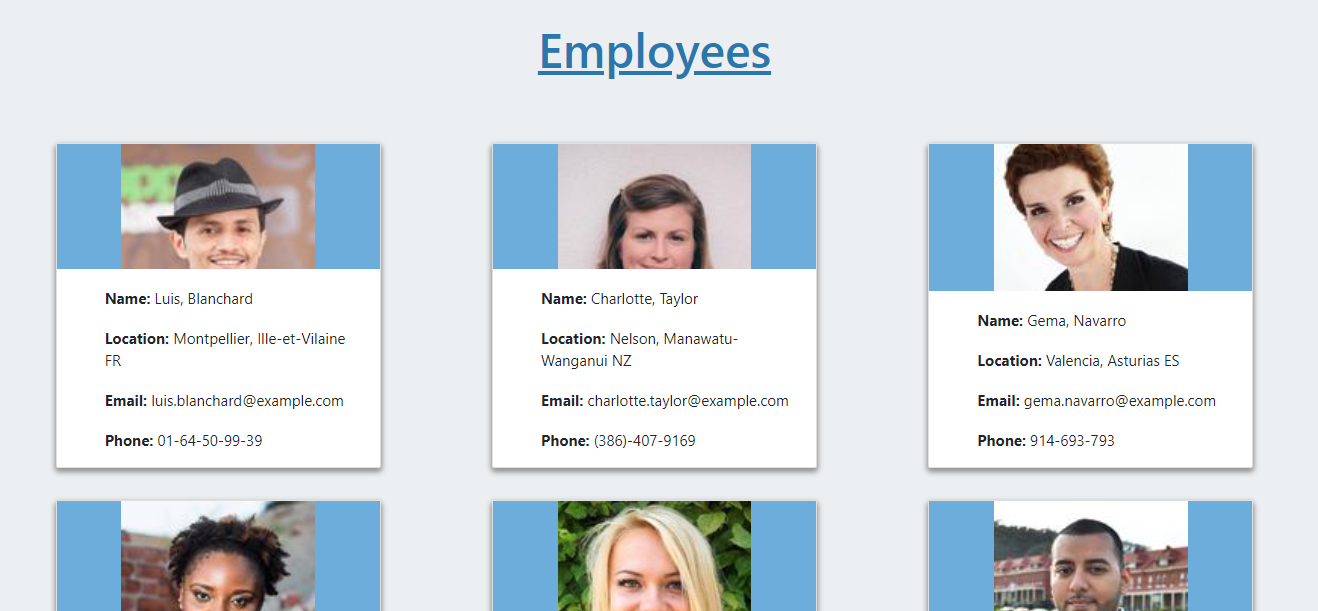 Employees
Name: Luis, Blanchard
Location: Montpellier, Ille-et-Vilaine
FR
Email: luis.blanchard@example.com
Phone: 01-64-50-99-39
Name: Charlotte, Taylor
Location: Nelson, Manawatu-
Wanganui NZ
Email: charlotte.taylor@example.com
Phone: (386)-407-9169
Name: Gema, Navarro
Location: Valencia, Asturias ES
Email: gema.navarro@example.com
Phone: 914-693-793